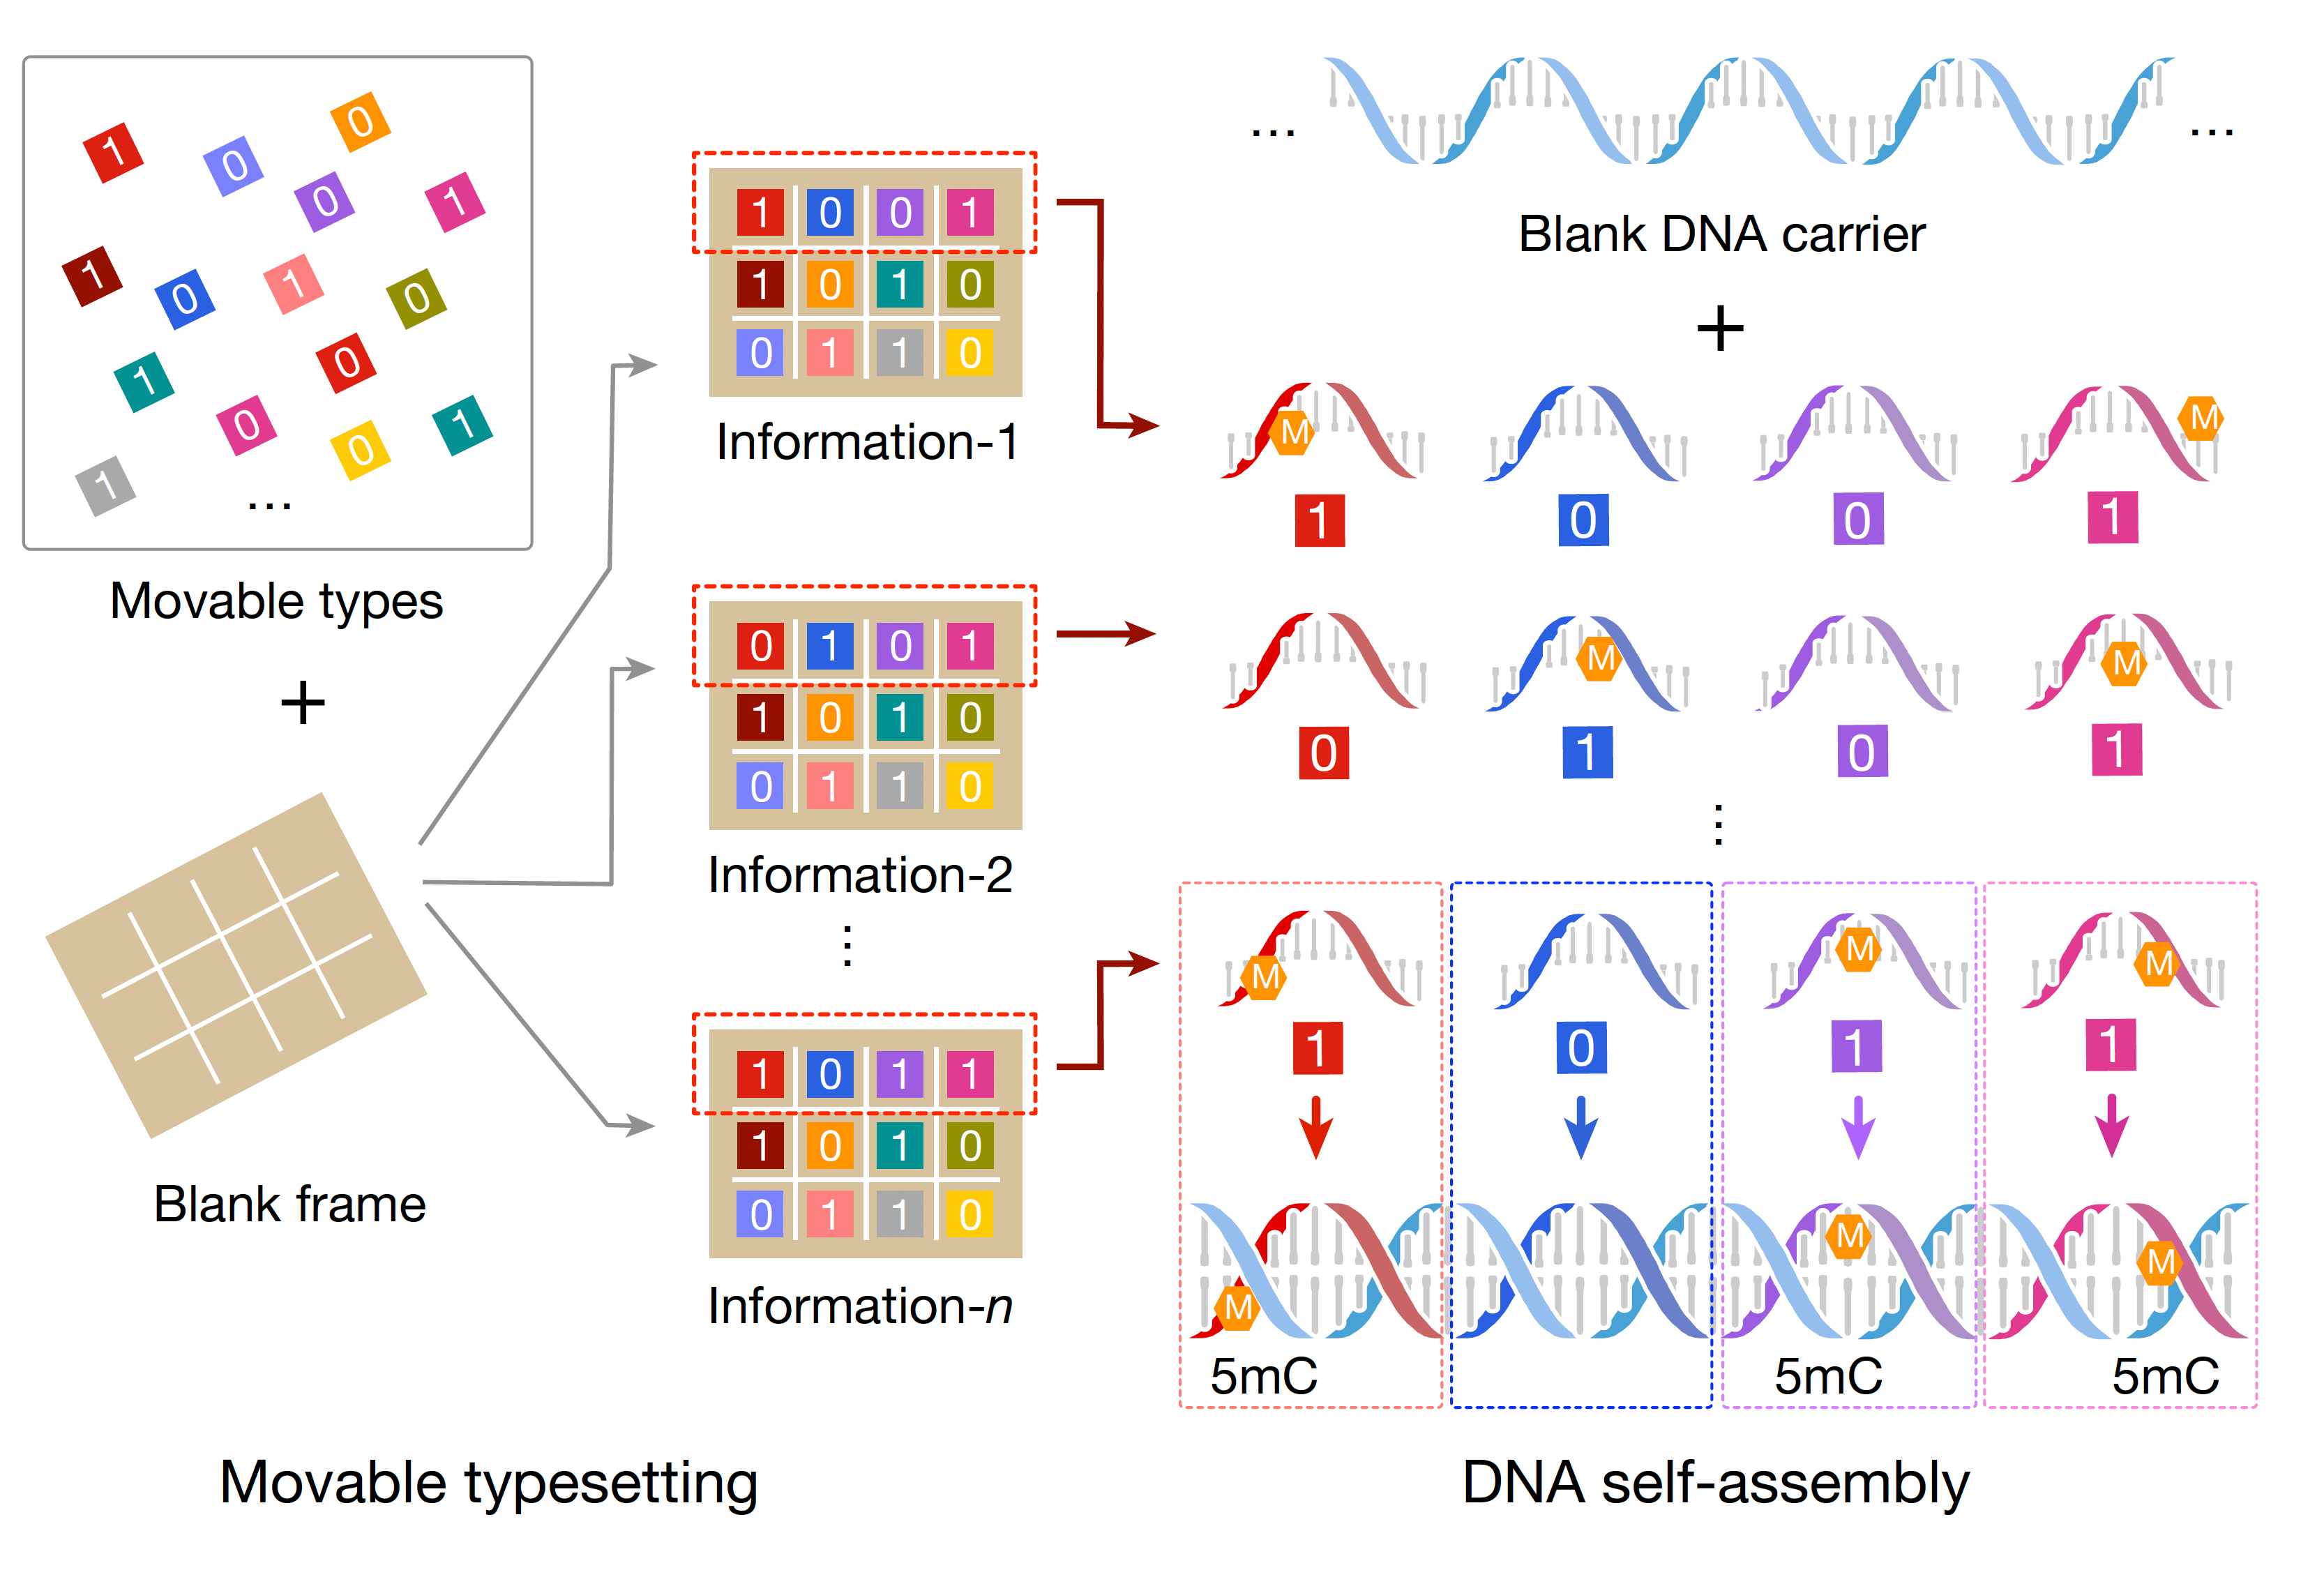 1 0 0
0 1
1 0 1 0
1 0
0 1
1 0
...
Movable types
+
Blank frame
1 0 0 1
1 0 1 0
0 1 1 0
Information-1
0 1 0 1
1 0 1 0
0 1 1 0
Information-2
⋮
1 0 1 1
1 0 1 0
0 1 1 0
Information-n
Movable typesetting
... ...
Blank DNA carrier
+
M M
1 0 0 1
M M
0 1 0 1
⋮
M M M
1 0 1 1
M M M
5mC 5mC 5mC
DNA self-assembly